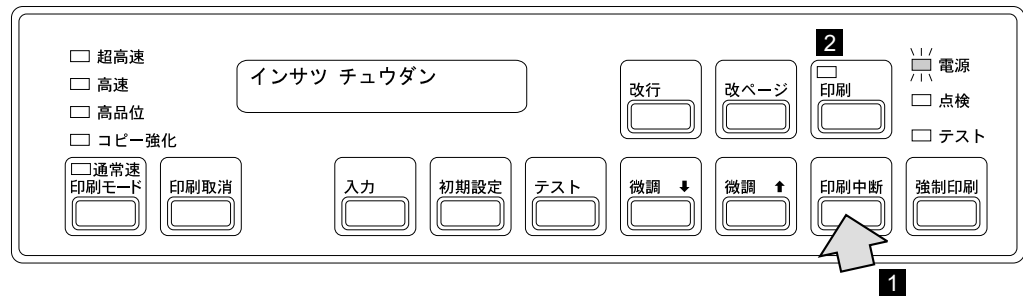 超高速
高速
高品位
コピー強化
通常速
印刷モード
印刷取消
インサツ チュウダン
入力
初期設定
テスト
改行
改ページ
2
印刷
微調 ⬇
微調 ⬆
印刷中断
強制印刷
電源
点検
テスト
1